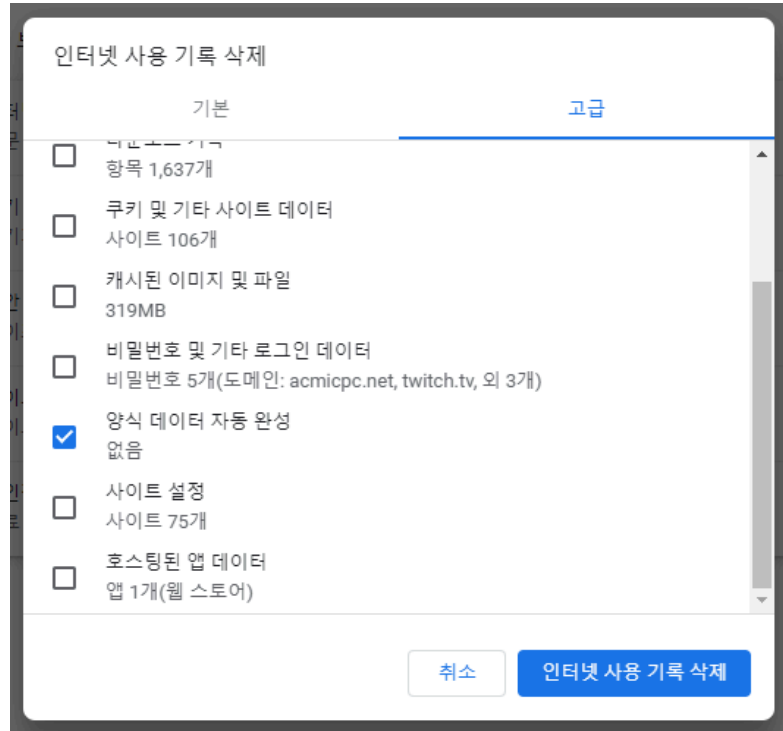 인터넷 사용 기록 삭제
기본
고급
항목 1,637개
쿠키 및 기타 사이트 데이터
사이트 106개
캐시된 이미지 및 파일
319MB
비밀번호 및 기타 로그인 데이터
비밀번호 5개(도메인: acmicpc.net, twitch.tv, 외 3개)
양식 데이터 자동 완성
없음
사이트 설정
사이트 75개
호스팅된 앱 데이터
앱 1개(웹 스토어)
취소
인터넷 사용 기록 삭제